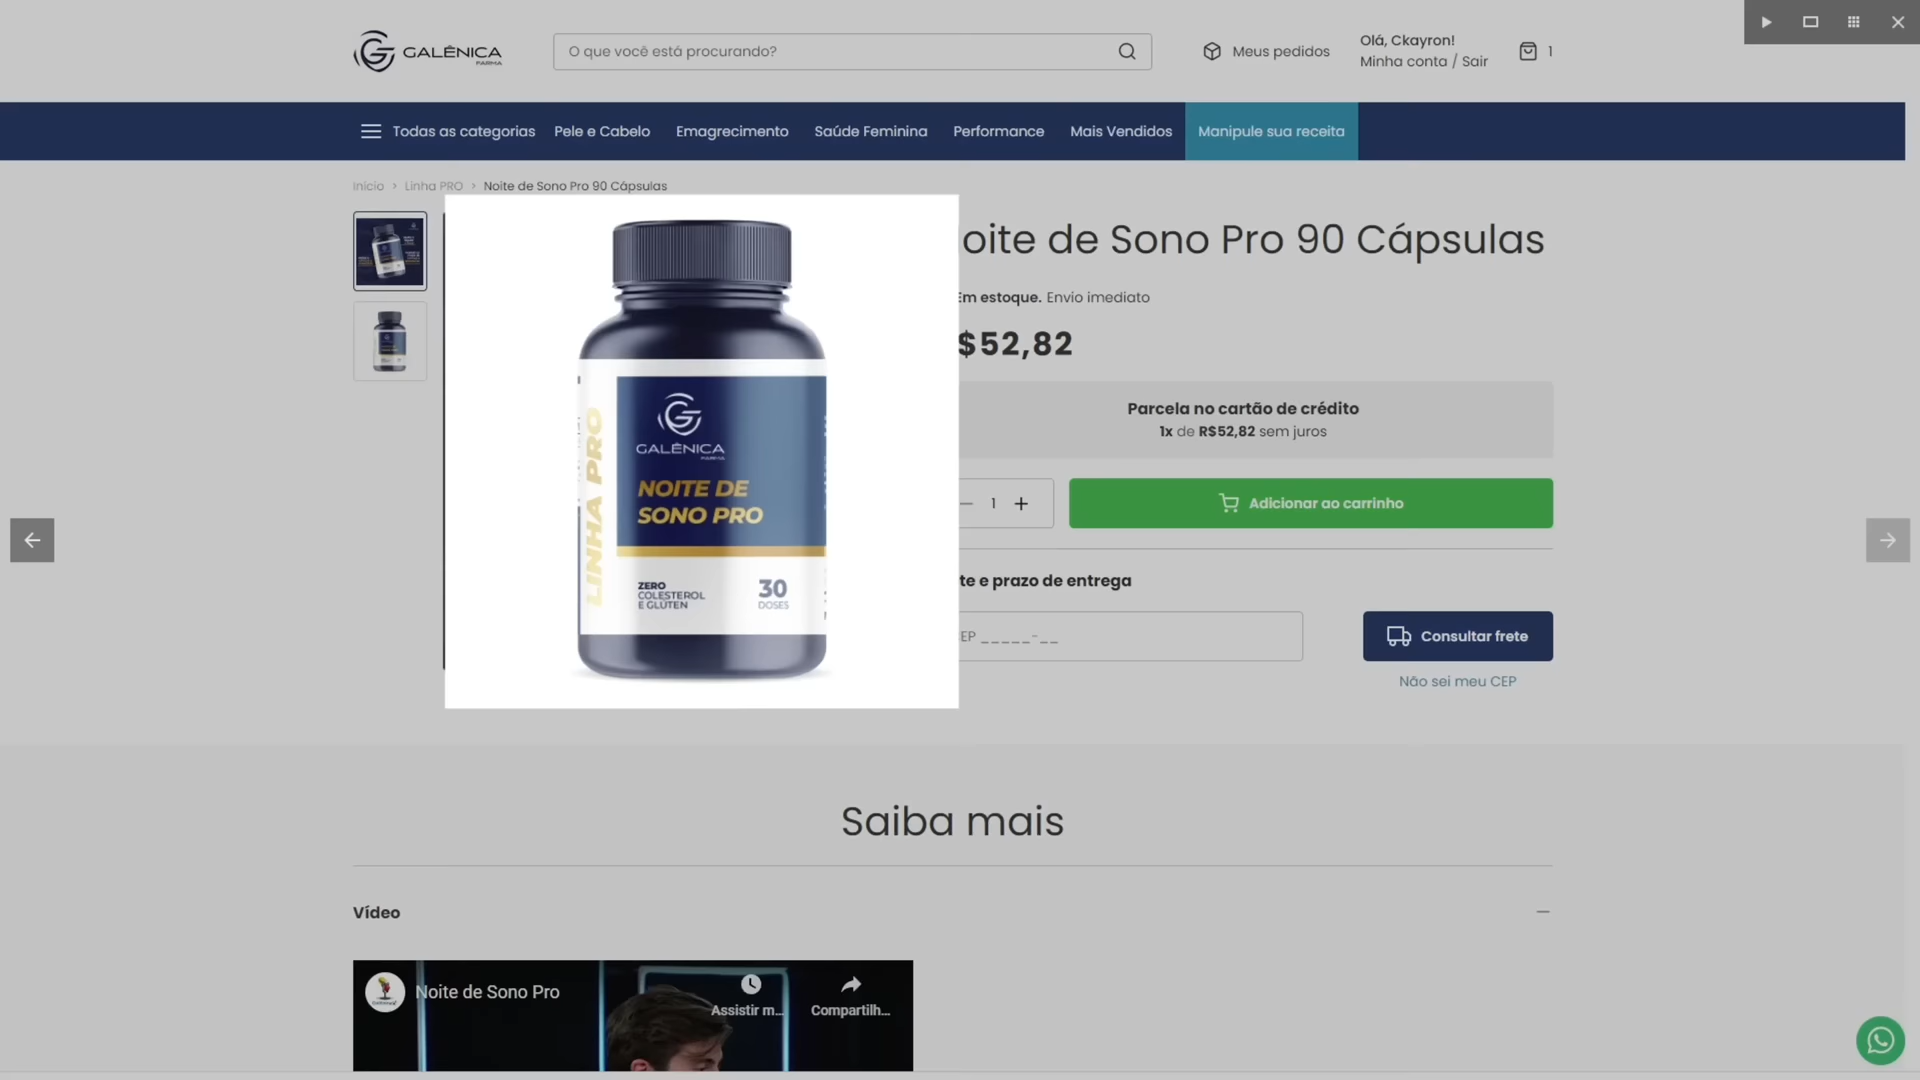 GALÊNICA
FARMA
O que você está procurando?
Meus pedidos
Olá, Ckayron!
Minha conta / Sair
1
Todas as categorias
Pele e Cabelo
Emagrecimento
Saúde Feminina
Performance
Mais Vendidos
Manipule sua receita
Início > Linha PRO > Noite de Sono Pro 90 Cápsulas
oite de Sono Pro 90 Cápsulas
Em estoque. Envio imediato
$52,82
Parcela no cartão de crédito
1x de R$52,82 sem juros
1
Adicionar ao carrinho
te e prazo de entrega
EP _____-__
Consultar frete
Não sei meu CEP
LINHA PRO
GALÊNICA
FARMA
NOITE DE
SONO PRO
ZERO
COLESTEROL
E GLÚTEN
30
DOSES
Saiba mais
Vídeo
Noite de Sono Pro
Assistir m...
Compartilh...